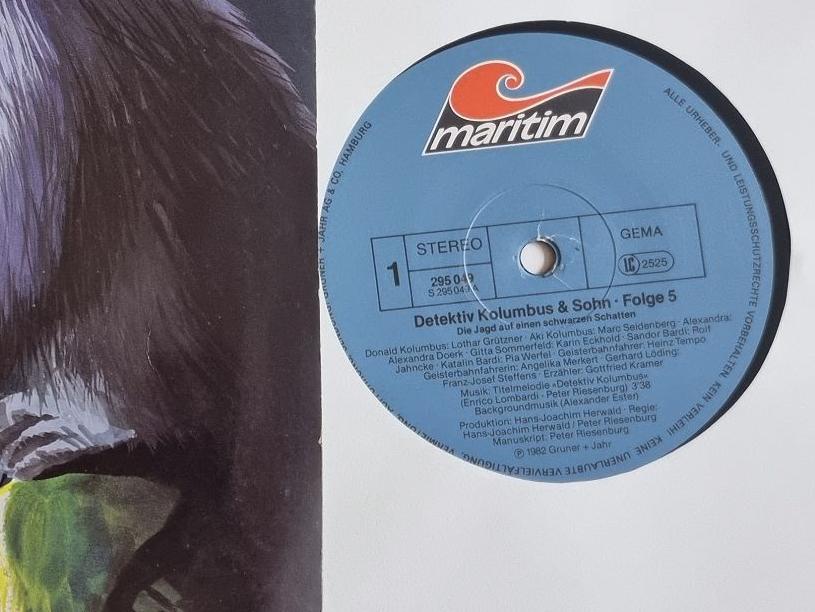 maritim
1
STEREO
295 049
S 295 049 A
GEMA
LC 2525
Detektiv Kolumbus & Sohn · Folge 5
Die Jagd auf einen schwarzen Schatten
Donald Kolumbus: Lothar Grützner · Aki Kolumbus: Marc Seidenberg · Alexandra:
Alexandra Doerk · Gitta Sommerfeld: Karin Eckhold · Sandor Bardi: Rolf
Jahncke · Katalin Bardi: Pia Werfel · Geisterbahnfahrer: Heinz Tempo
Geisterbahnfahrerin: Angelika Merkert · Gerhard Löding:
Franz-Josef Steffens · Erzähler: Gottfried Kramer
Musik: Titelmelodie »Detektiv Kolumbus«
(Enrico Lombardi · Peter Riesenburg) 3'38
Backgroundmusik (Alexander Ester)
Produktion: Hans-Joachim Herwald · Regie:
Hans-Joachim Herwald / Peter Riesenburg
Manuskript: Peter Riesenburg
Ⓟ 1982 Gruner + Jahr
ALLE URHEBER- UND LEISTUNGSSCHUTZRECHTE VORBEHALTEN KEIN VERLEIH! KEINE UNERLAUBTE VERVIELFÄLTIGUNG, VERMIETUNG,
GRUNER + JAHR AG & CO. HAMBURG